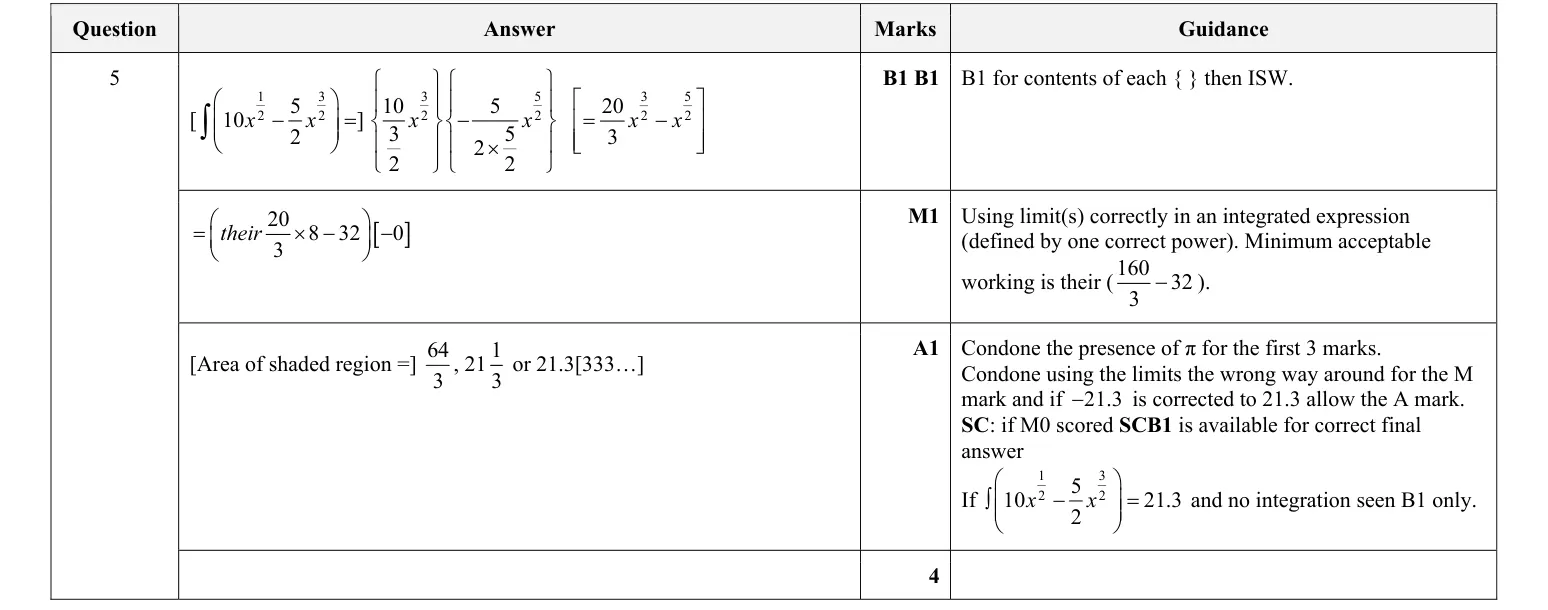 Question Answer Marks Guidance
5 [∫(10x^{1/2} − 5/2 x^{3/2}) =] {10/(3/2) x^{3/2}} {− 5/(2 × 5/2) x^{5/2}} [= 20/3 x^{3/2} − x^{5/2}] B1 B1 B1 for contents of each { } then ISW.
= (their 20/3 × 8 − 32)[−0] M1 Using limit(s) correctly in an integrated expression
(defined by one correct power). Minimum acceptable
working is their (160/3 − 32 ).
[Area of shaded region =] 64/3 , 21 1/3 or 21.3[333…] A1 Condone the presence of π for the first 3 marks.
Condone using the limits the wrong way around for the M
mark and if −21.3 is corrected to 21.3 allow the A mark.
SC: if M0 scored SCB1 is available for correct final
answer
If ∫(10x^{1/2} − 5/2 x^{3/2}) = 21.3 and no integration seen B1 only.
4